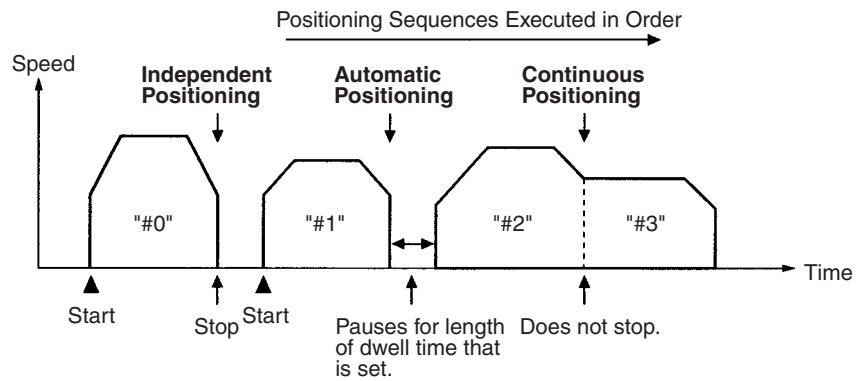 Positioning Sequences Executed in Order
Speed
Independent
Positioning
Automatic
Positioning
Continuous
Positioning
"#0"
"#1"
"#2"
"#3"
Time
Start
Stop
Start
Pauses for length
of dwell time that
is set.
Does not stop.